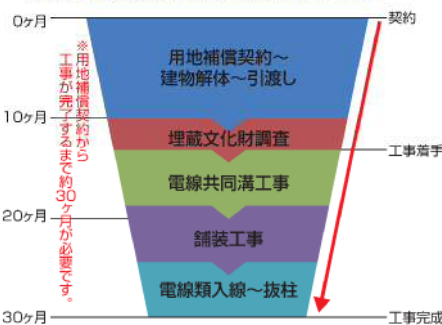 0ヶ月
契約
用地補償契約～
建物解体～引渡し
※用地補償契約から
工事が完了するまで約30ヶ月が必要です。
10ヶ月
埋蔵文化財調査
工事着手
電線共同溝工事
20ヶ月
舗装工事
電線類入線～抜柱
30ヶ月
工事完成